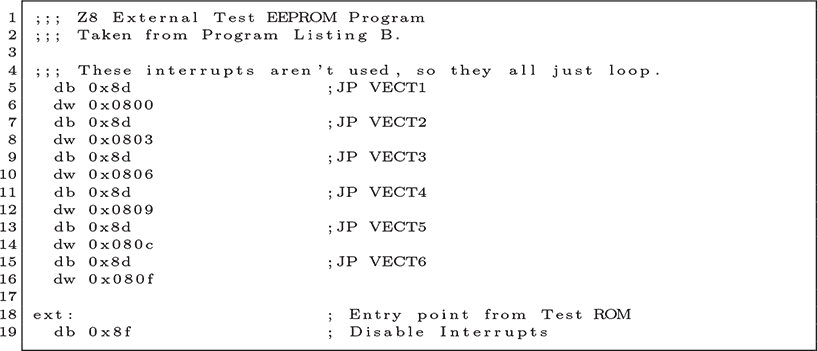 1 ;;; Z8 External Test EEPROM Program
2 ;;; Taken from Program Listing B.
3
4 ;;; These interrupts aren't used, so they all just loop.
5 db 0x8d ;JP VECT1
6 dw 0x0800
7 db 0x8d ;JP VECT2
8 dw 0x0803
9 db 0x8d ;JP VECT3
10 dw 0x0806
11 db 0x8d ;JP VECT4
12 dw 0x0809
13 db 0x8d ;JP VECT5
14 dw 0x080c
15 db 0x8d ;JP VECT6
16 dw 0x080f
17
18 ext: ; Entry point from Test ROM
19 db 0x8f ; Disable Interrupts